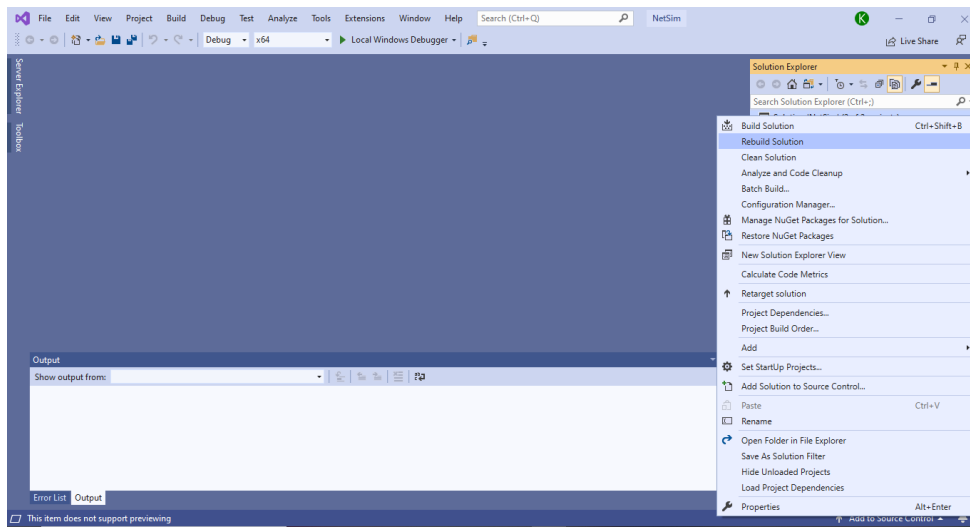 File Edit View Project Build Debug Test Analyze Tools Extensions Window Help Search (Ctrl+Q) NetSim K
Debug x64 Local Windows Debugger Live Share
Server Explorer
Toolbox
Solution Explorer
Search Solution Explorer (Ctrl+;)
Build Solution Ctrl+Shift+B
Rebuild Solution
Clean Solution
Analyze and Code Cleanup
Batch Build...
Configuration Manager...
Manage NuGet Packages for Solution...
Restore NuGet Packages
New Solution Explorer View
Calculate Code Metrics
Retarget solution
Project Dependencies...
Project Build Order...
Add
Set StartUp Projects...
Add Solution to Source Control...
Paste Ctrl+V
Rename
Open Folder in File Explorer
Save As Solution Filter
Hide Unloaded Projects
Load Project Dependencies
Properties Alt+Enter
Output
Show output from:
Error List Output
This item does not support previewing Add to Source Control